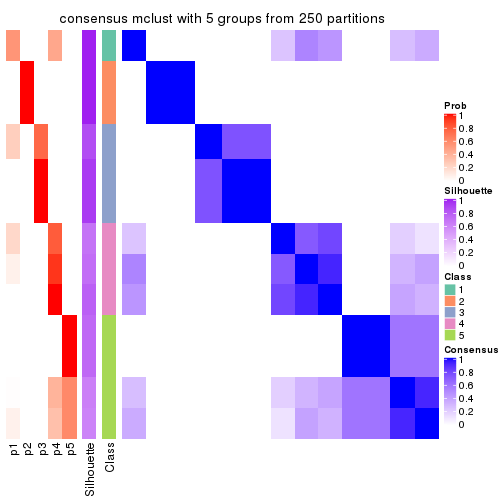 consensus mclust with 5 groups from 250 partitions
Prob
1
0.8
0.6
0.4
0.2
0
Silhouette
1
0.8
0.6
0.4
0.2
0
Class
1
2
3
4
5
Consensus
1
0.8
0.6
0.4
0.2
0
p1
p2
p3
p4
p5
Silhouette
Class